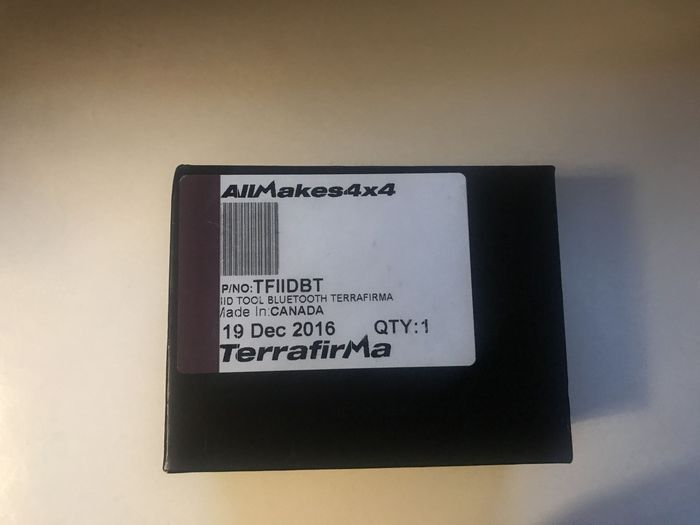 AllMakes4x4
P/NO:TFIIDBT
IID TOOL BLUETOOTH TERRAFIRMA
Made In:CANADA
19 Dec 2016 QTY:1
TerrafirMa